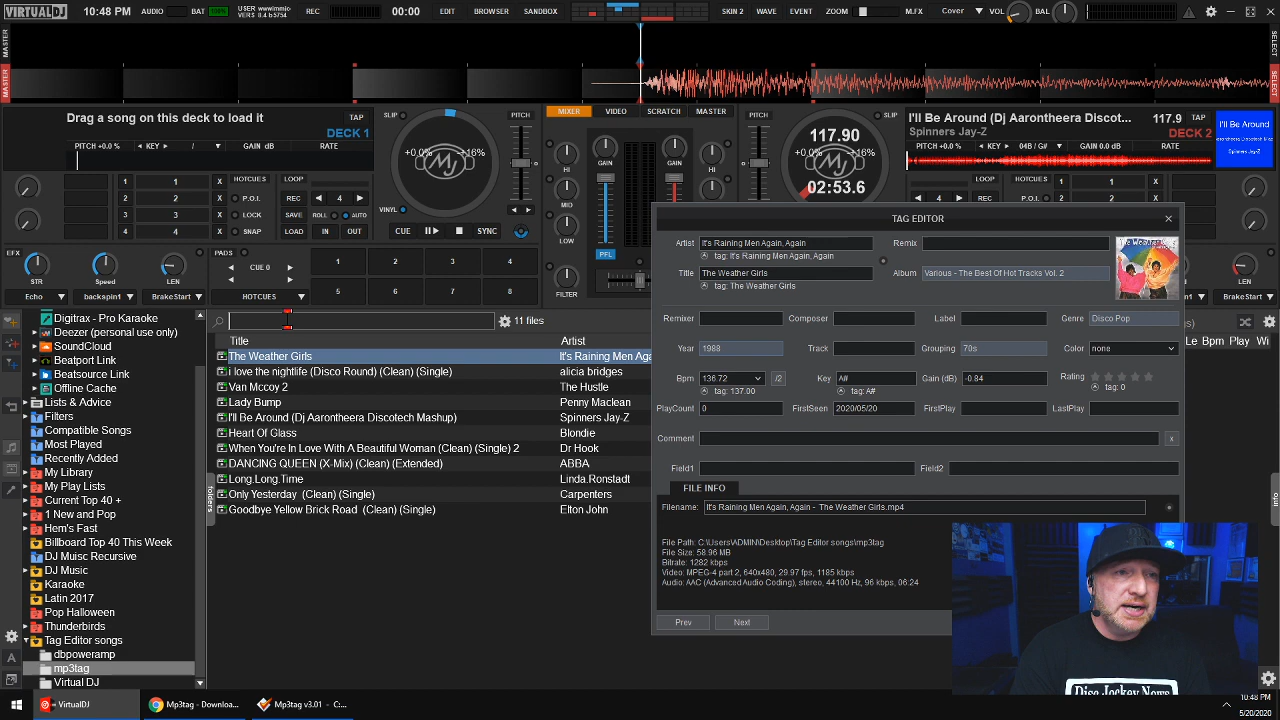 VIRTUALDJ AUDIO BAT 100% USER wwwimmjo VERS 8.4 b 5754 REC 00:00 EDIT BROWSER SANDBOX SKIN 2 WAVE EVENT ZOOM M.FX Cover VOL BAL
MASTER SELECT
MASTER SELECT
Drag a song on this deck to load it TAP
DECK 1
PITCH +0.0% KEY / GAIN dB RATE
SLIP PITCH
+0.0% +16%
VINYL
MIXER VIDEO SCRATCH MASTER
GAIN GAIN
HI HI
MID
LOW
PFL
FILTER
PITCH SLIP
117.90
+0.0% +16%
02:53.6
I'll Be Around (Dj Aarontheera Discot... 117.9
Spinners Jay-Z DECK 2
PITCH +0.0% KEY 04B / G# GAIN 0.0 dB RATE
I'll Be Around
Spinners Jay-Z
HOTCUES LOOP
1 1 X P.O.I. REC 4
2 2 X LOCK ROLL AUTO
3 3 X SAVE
4 4 X SNAP LOAD IN OUT
CUE SYNC
4 LOOP HOTCUES
1 1 X
REC P.O.I.
EFX PADS
STR Speed KEY
CUE 0
Echo backspin1 BrakeStart HOTCUES
1 2 3 4
5 6 7 8
KEY
BrakeStart
TAG EDITOR
Artist It's Raining Men Again, Again Remix
tag: It's Raining Men Again, Again
Title The Weather Girls Album Various - The Best Of Hot Tracks Vol. 2
tag: The Weather Girls
Remixer Composer Label Genre Disco Pop
Year 1988 Track Grouping 70s Color none
Bpm 136.72 /2 Key A# Gain (dB) -0.84 Rating
tag: 137.00 tag: A# tag: 0
PlayCount 0 FirstSeen 2020/05/20 FirstPlay LastPlay
Comment x
Field1 Field2
FILE INFO
Filename: It's Raining Men Again, Again - The Weather Girls.mp4
File Path: C:\Users\ADMIN\Desktop\Tag Editor songs\mp3tag
File Size: 58.96 MB
Bitrate: 1282 kbps
Video: MPEG-4 part 2, 640x480, 29.97 fps, 1185 kbps
Audio: AAC (Advanced Audio Coding), stereo, 44100 Hz, 96 kbps, 06:24
Prev Next
Digitrax - Pro Karaoke
Deezer (personal use only)
SoundCloud
Beatport Link
Beatsource Link
Offline Cache
Lists & Advice
Filters
Compatible Songs
Most Played
Recently Added
My Library
My Play Lists
Current Top 40 +
1 New and Pop
Hem's Fast
Billboard Top 40 This Week
DJ Muisc Recursive
DJ Music
Karaoke
Latin 2017
Pop Halloween
Thunderbirds
Tag Editor songs
dbpoweramp
mp3tag
Virtual DJ
folders
11 files
Title Artist
The Weather Girls It's Raining Men Aga
i love the nightlife (Disco Round) (Clean) (Single) alicia bridges
Van Mccoy 2 The Hustle
Lady Bump Penny Maclean
I'll Be Around (Dj Aarontheera Discotech Mashup) Spinners Jay-Z
Heart Of Glass Blondie
When You're In Love With A Beautiful Woman (Clean) (Single) 2 Dr Hook
DANCING QUEEN (X-Mix) (Clean) (Extended) ABBA
Long.Long.Time Linda.Ronstadt
Only Yesterday (Clean) (Single) Carpenters
Goodbye Yellow Brick Road (Clean) (Single) Elton John
Le Bpm Play Wi
info
Disc Jockey News
VirtualDJ Mp3tag - Downloa... Mp3tag v3.01 - C...
10:48 PM
5/20/2020